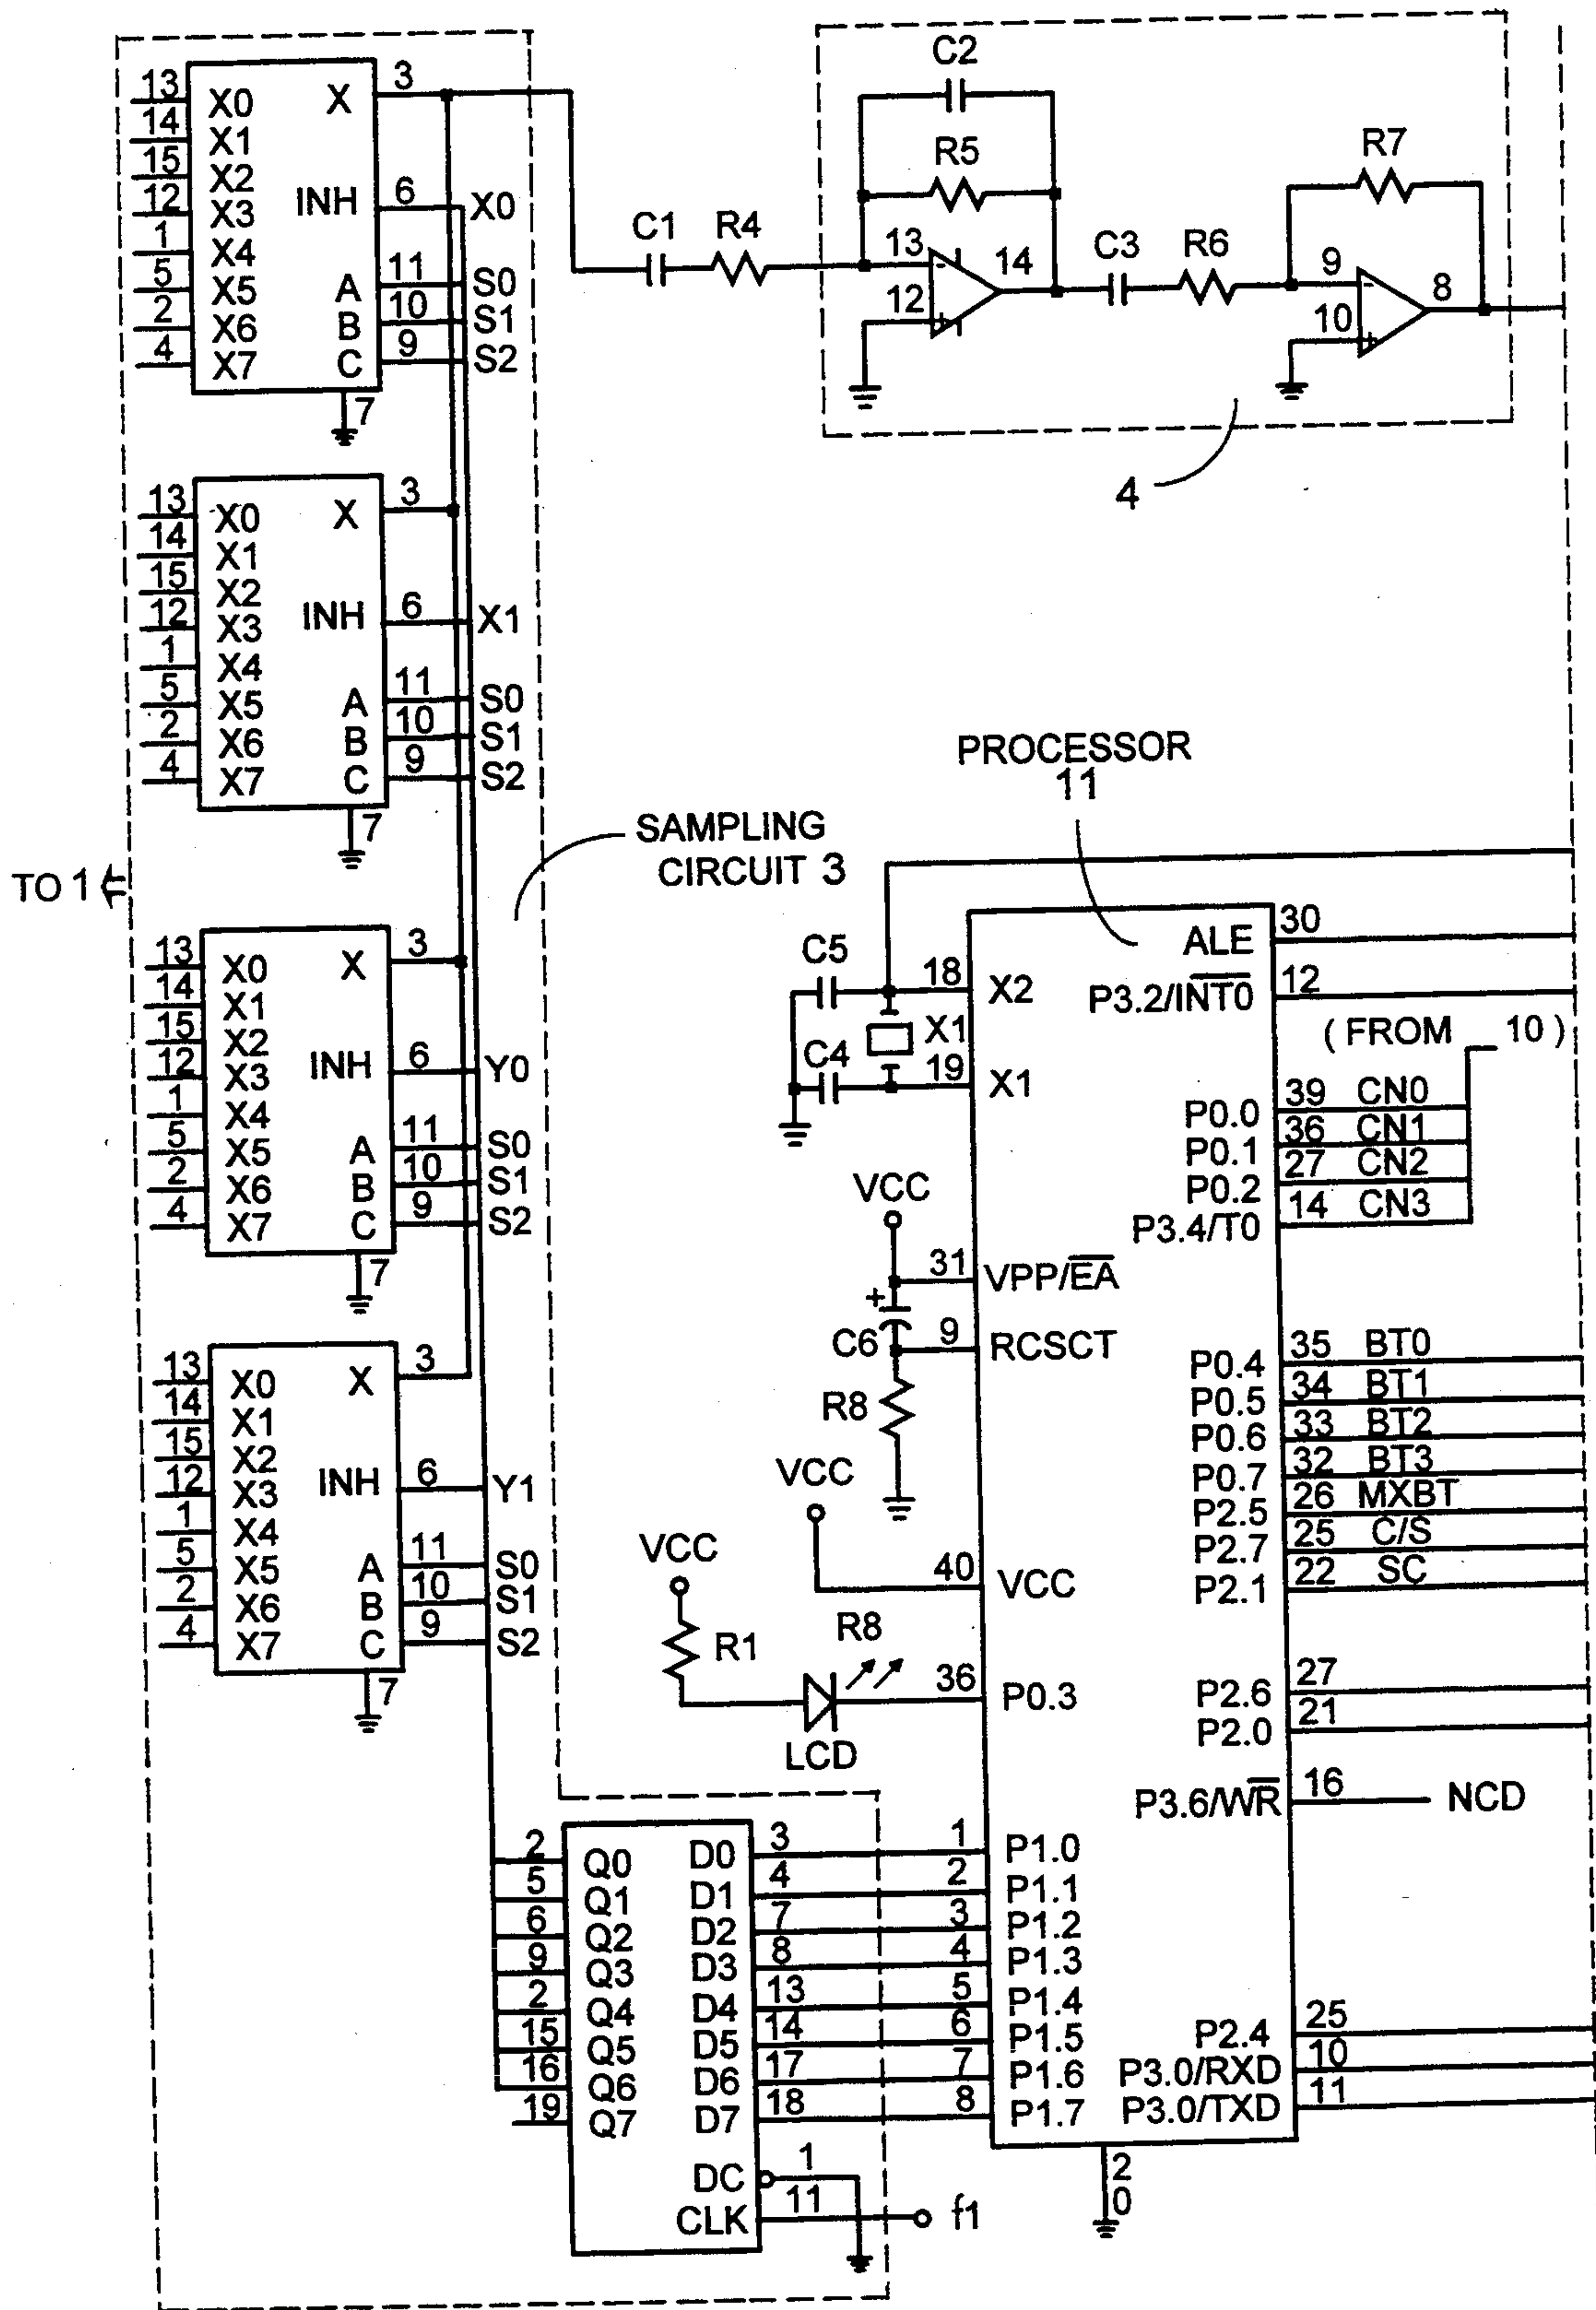 13 X0 X 3
14 X1
15 X2
12 X3 INH 6 X0
1 X4
5 X5 A 11 S0
2 X6 B 10 S1
4 X7 C 9 S2
7
C1 R4
C2
R5
13 - 14
12 +
C3 R6
R7
9 - 8
10 +
4
13 X0 X 3
14 X1
15 X2
12 X3 INH 6 X1
1 X4
5 X5 A 11 S0
2 X6 B 10 S1
4 X7 C 9 S2
7
SAMPLING
CIRCUIT 3
TO 1
13 X0 X 3
14 X1
15 X2
12 X3 INH 6 Y0
1 X4
5 X5 A 11 S0
2 X6 B 10 S1
4 X7 C 9 S2
7
13 X0 X 3
14 X1
15 X2
12 X3 INH 6 Y1
1 X4
5 X5 A 11 S0
2 X6 B 10 S1
4 X7 C 9 S2
7
PROCESSOR
11
ALE 30
C5 18 X2
P3.2/INT0 12
X1
C4 19 X1
( FROM 10 )
P0.0 39 CN0
P0.1 36 CN1
P0.2 27 CN2
P3.4/T0 14 CN3
VCC
31 VPP/EA
+
C6 9 RCSCT
R8
P0.4 35 BT0
P0.5 34 BT1
P0.6 33 BT2
P0.7 32 BT3
P2.5 26 MXBT
P2.7 25 C/S
P2.1 22 SC
VCC
40 VCC
VCC
R1
R8
LCD
36 P0.3
P2.6 27
P2.0 21
P3.6/WR 16 NCD
2 Q0 D0 3 1 P1.0
5 Q1 D1 4 2 P1.1
6 Q2 D2 7 3 P1.2
9 Q3 D3 8 4 P1.3
2 Q4 D4 13 5 P1.4
15 Q5 D5 14 6 P1.5
16 Q6 D6 17 7 P1.6
19 Q7 D7 18 8 P1.7
DC 1
CLK 11 f1
P2.4 25
P3.0/RXD 10
P3.0/TXD 11
2
0